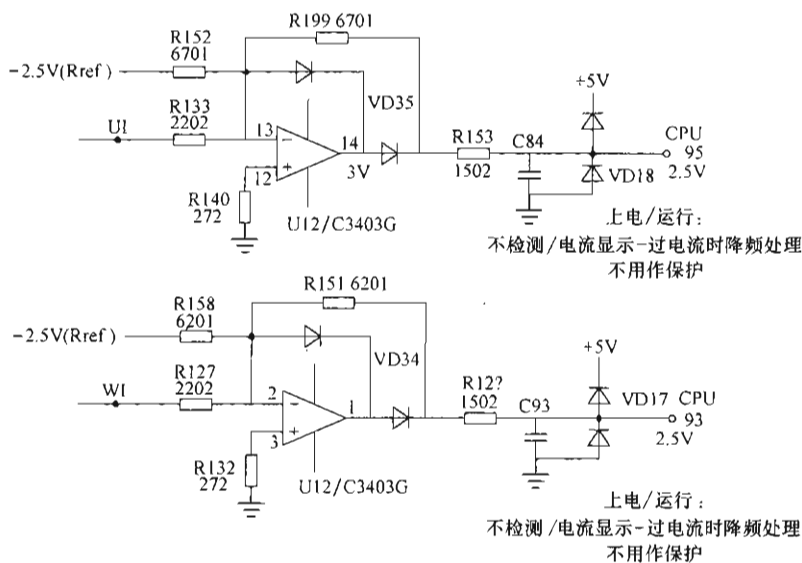 R199 6701
R152
6701
-2.5V(Rref)
VD35
+5V
R133
2202
UI
13
14
12
3V
R153
1502
C84
CPU
95
2.5V
VD18
R140
272
U12/C3403G
上电/运行：
不检测/电流显示-过电流时降频处理
不用作保护
R151 6201
R158
6201
-2.5V(Rref)
VD34
+5V
R127
2202
WI
2
1
3
R12?
1502
C93
VD17
CPU
93
2.5V
R132
272
U12/C3403G
上电/运行：
不检测/电流显示-过电流时降频处理
不用作保护